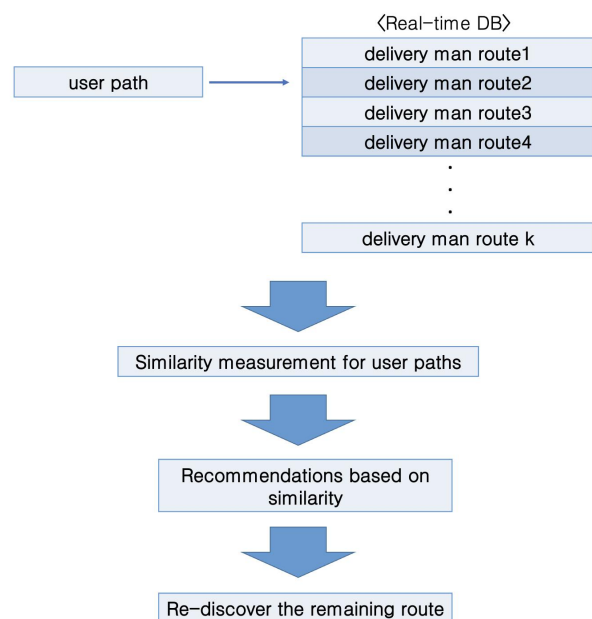 〈Real-time DB〉
delivery man route1
user path
delivery man route2
delivery man route3
delivery man route4
.
.
.
delivery man route k
Similarity measurement for user paths
Recommendations based on
similarity
Re-discover the remaining route